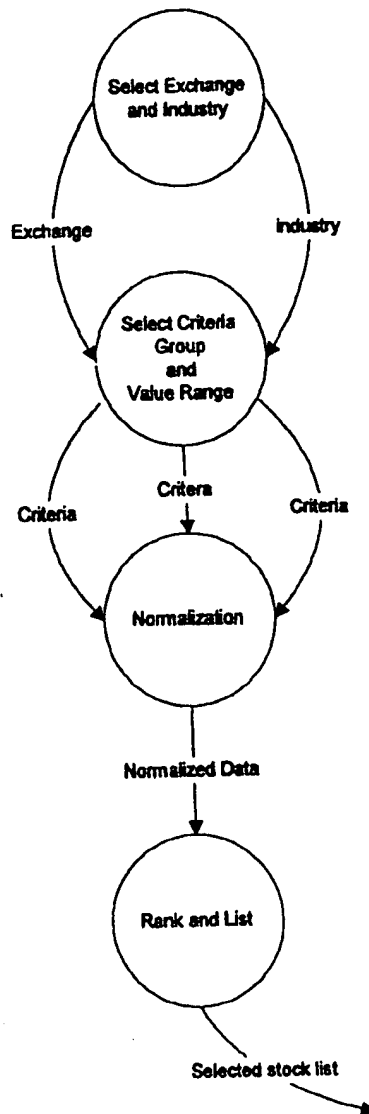 Select Exchange
and Industry
Exchange
Industry
Select Criteria
Group
and
Value Range
Criteria
Critera
Criteria
Normalization
Normalized Data
Rank and List
Selected stock list